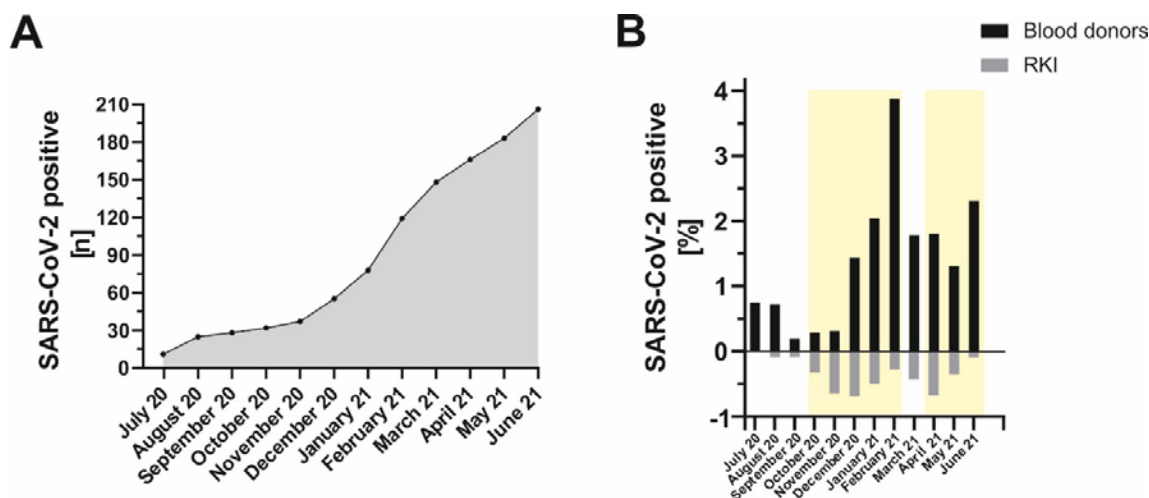 A
SARS-CoV-2 positive
[n]
210
180
150
120
90
60
30
0
July 20
August 20
September 20
October 20
November 20
December 20
January 21
February 21
March 21
April 21
May 21
June 21
B
Blood donors
RKI
SARS-CoV-2 positive
[%]
4
3
2
1
0
-1
July 20
August 20
September 20
October 20
November 20
December 20
January 21
February 21
March 21
April 21
May 21
June 21